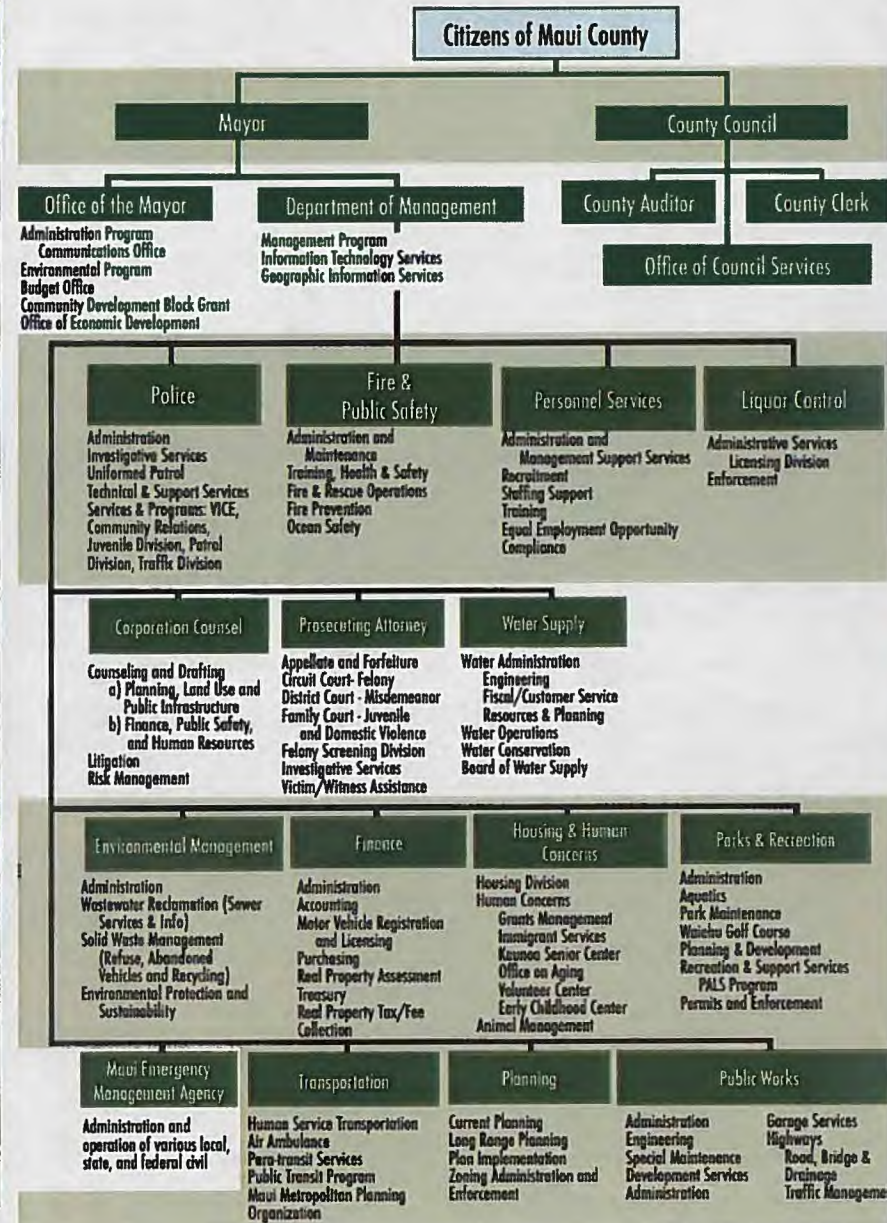 Citizens of Maui County
Mayor
County Council
Office of the Mayor
Administration Program
Communications Office
Environmental Program
Budget Office
Community Development Block Grant
Office of Economic Development
Department of Management
Management Program
Information Technology Services
Geographic Information Services
County Auditor
County Clerk
Office of Council Services
Police
Administration
Investigative Services
Uniformed Patrol
Technical & Support Services
Services & Programs: VICE,
Community Relations,
Juvenile Division, Patrol
Division, Traffic Division
Fire &
Public Safety
Administration and
Maintenance
Training, Health & Safety
Fire & Rescue Operations
Fire Prevention
Ocean Safety
Personnel Services
Administration and
Management Support Services
Recruitment
Staffing Support
Training
Equal Employment Opportunity
Compliance
Liquor Control
Administrative Services
Licensing Division
Enforcement
Corporation Counsel
Counseling and Drafting
a) Planning, Land Use and
Public Infrastructure
b) Finance, Public Safety,
and Human Resources
Litigation
Risk Management
Prosecuting Attorney
Appellate and Forfeiture
Circuit Court- Felony
District Court - Misdemeanor
Family Court - Juvenile
and Domestic Violence
Felony Screening Division
Investigative Services
Victim/Witness Assistance
Water Supply
Water Administration
Engineering
Fiscal/Customer Service
Resources & Planning
Water Operations
Water Conservation
Board of Water Supply
Environmental Management
Administration
Wastewater Reclamation (Sewer
Services & Info)
Solid Waste Management
(Refuse, Abandoned
Vehicles and Recycling)
Environmental Protection and
Sustainability
Finance
Administration
Accounting
Motor Vehicle Registration
and Licensing
Purchasing
Real Property Assessment
Treasury
Real Property Tax/Fee
Collection
Housing & Human
Concerns
Housing Division
Human Concerns
Grants Management
Immigrant Services
Kaunoa Senior Center
Office on Aging
Volunteer Center
Early Childhood Center
Animal Management
Parks & Recreation
Administration
Aquatics
Park Maintenance
Waiehu Golf Course
Planning & Development
Recreation & Support Services
PALS Program
Permits and Enforcement
Maui Emergency
Management Agency
Administration and
operation of various local,
state, and federal civil
Transportation
Human Service Transportation
Air Ambulance
Para-transit Services
Public Transit Program
Maui Metropolitan Planning
Organization
Planning
Current Planning
Long Range Planning
Plan Implementation
Zoning Administration and
Enforcement
Public Works
Administration
Engineering
Special Maintenance
Development Services
Administration
Garage Services
Highways
Road, Bridge &
Drainage
Traffic Manageme